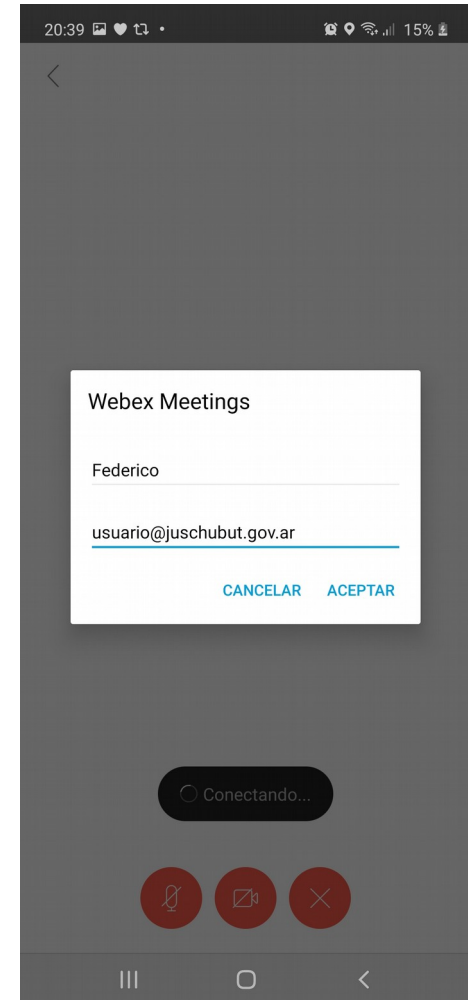 20:39
15%
Webex Meetings
Federico
usuario@juschubut.gov.ar
CANCELAR ACEPTAR
Conectando...